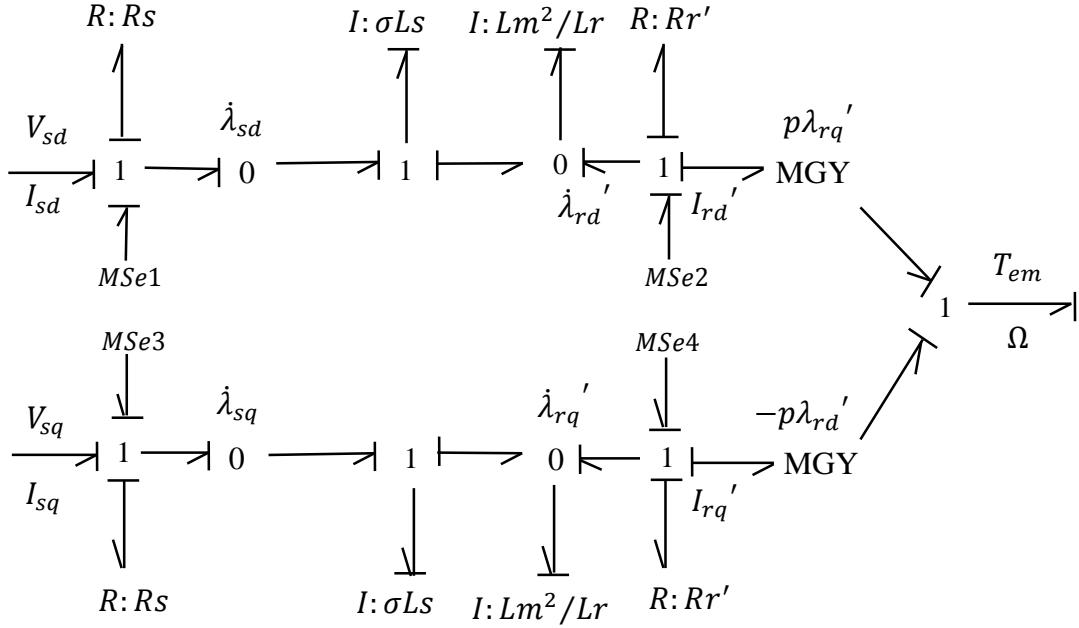 R: Rs I: σLs I: Lm²/Lr R: Rr′
V_sd λ̇_sd pλ_rq′
1 0 1 0 1 MGY
I_sd λ̇_rd′ I_rd′
MSe1 MSe2
T_em
1
Ω
MSe3 MSe4
V_sq λ̇_sq λ̇_rq′ −pλ_rd′
1 0 1 0 1 MGY
I_sq I_rq′
R: Rs I: σLs I: Lm²/Lr R: Rr′